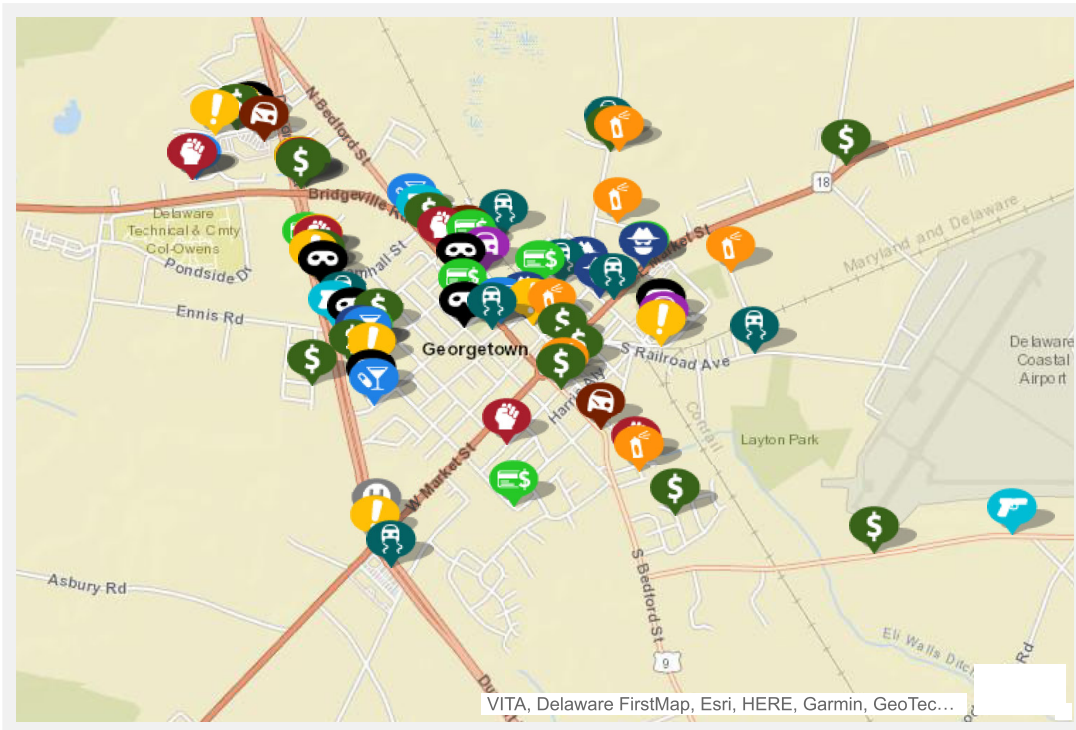 N Bedford St
18
Bridgeville
Delaware
Technical & C mty
Col-Owens
Pondside Dr
Market St
Maryland and Delaware
Ennis Rd
Georgetown
S Railroad Ave
Delaware
Coastal
Airport
Conrail
Layton Park
W Market St
Asbury Rd
S Bedford St
Eli Walls Ditch
Rd
9
VITA, Delaware FirstMap, Esri, HERE, Garmin, GeoTec…